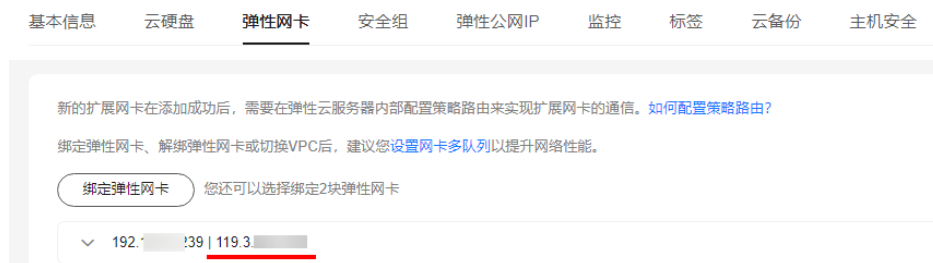 基本信息 云硬盘 弹性网卡 安全组 弹性公网IP 监控 标签 云备份 主机安全
新的扩展网卡在添加成功后，需要在弹性云服务器内部配置策略路由来实现扩展网卡的通信。如何配置策略路由？
绑定弹性网卡、解绑弹性网卡或切换VPC后，建议您设置网卡多队列以提升网络性能。
绑定弹性网卡 您还可以选择绑定2块弹性网卡
192. 239 | 119.3.